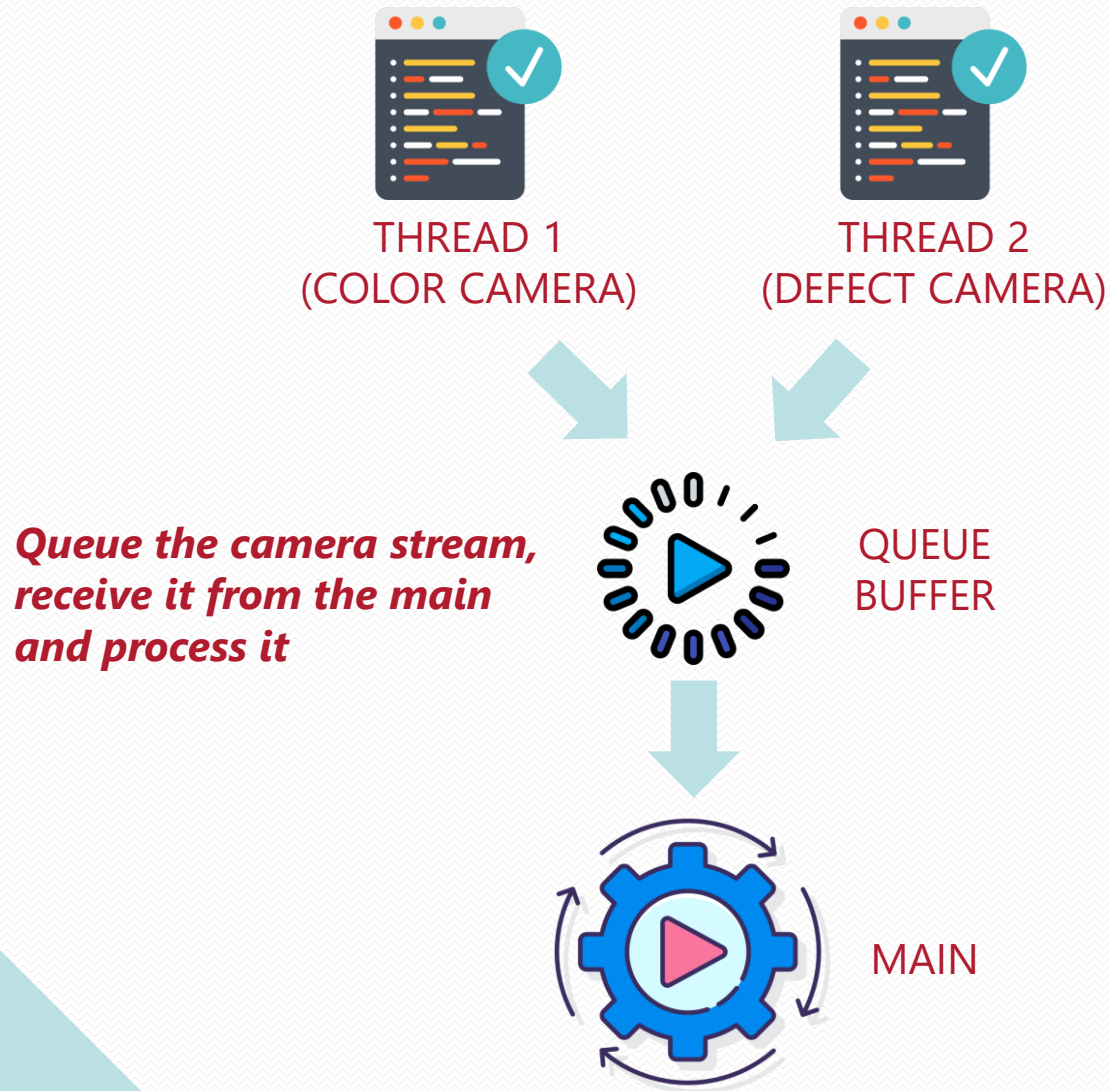 THREAD 1
(COLOR CAMERA)
THREAD 2
(DEFECT CAMERA)
Queue the camera stream,
receive it from the main
and process it
QUEUE
BUFFER
MAIN